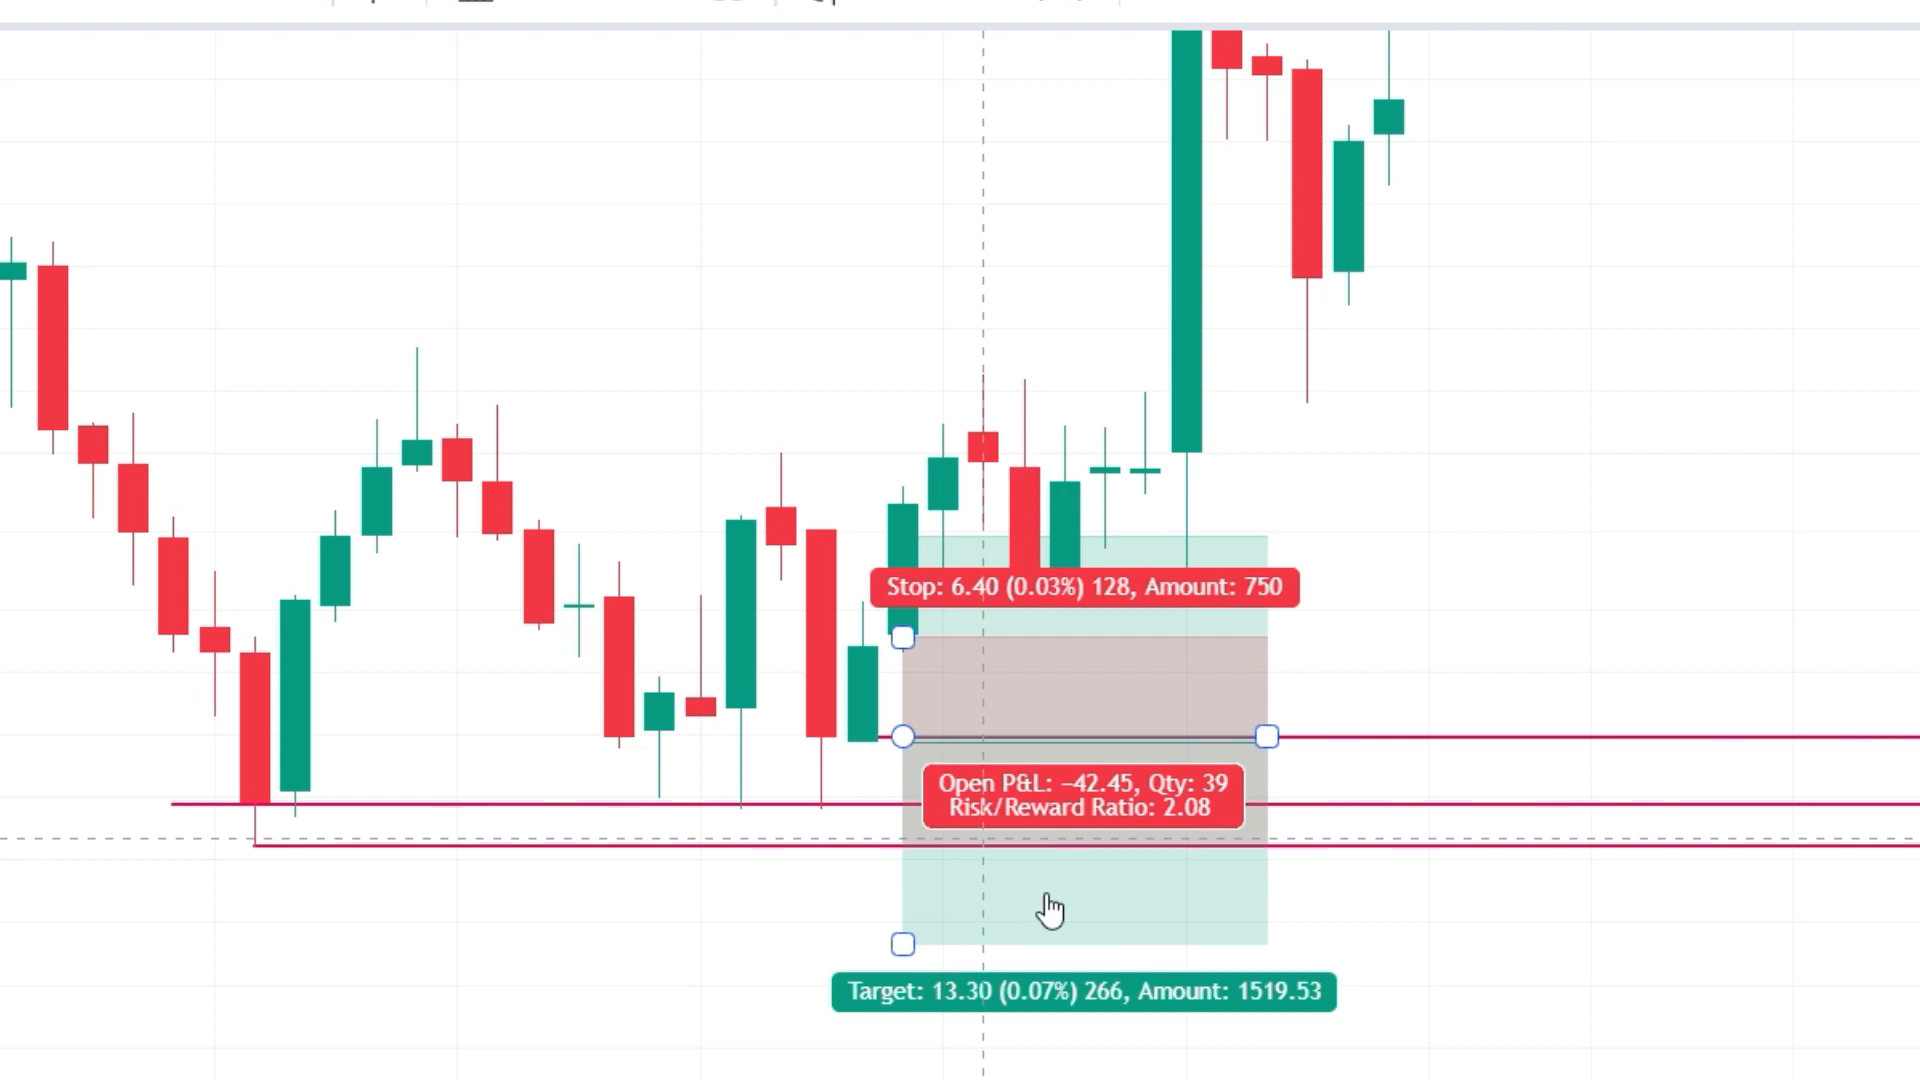 Stop: 6.40 (0.03%) 128, Amount: 750
Open P&L: −42.45, Qty: 39
Risk/Reward Ratio: 2.08
Target: 13.30 (0.07%) 266, Amount: 1519.53